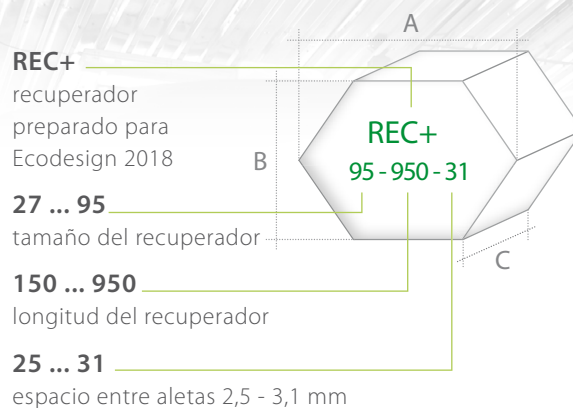 REC+
recuperador
preparado para
Ecodesign 2018
27 ... 95
tamaño del recuperador
150 ... 950
longitud del recuperador
25 ... 31
espacio entre aletas 2,5 - 3,1 mm
A
B
REC+
95 - 950 - 31
C